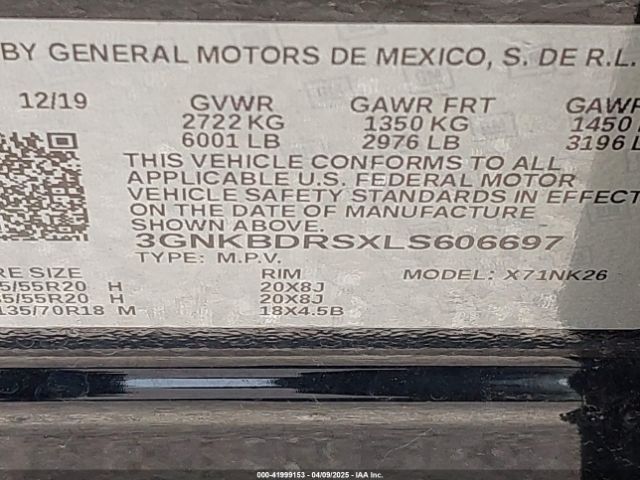 BY GENERAL MOTORS DE MEXICO, S. DE R.L.
12/19 GVWR GAWR FRT GAWR
2722 KG 1350 KG 1450
6001 LB 2976 LB 3196 L
THIS VEHICLE CONFORMS TO ALL
APPLICABLE U.S. FEDERAL MOTOR
VEHICLE SAFETY STANDARDS IN EFFECT
ON THE DATE OF MANUFACTURE
SHOWN ABOVE.
3GNKBDRSXLS606697
TYPE: M.P.V. MODEL: X71NK26
RE SIZE RIM
5/55R20 H 20X8J
5/55R20 H 20X8J
135/70R18 M 18X4.5B
000-41999153 - 04/09/2025 - IAA Inc.